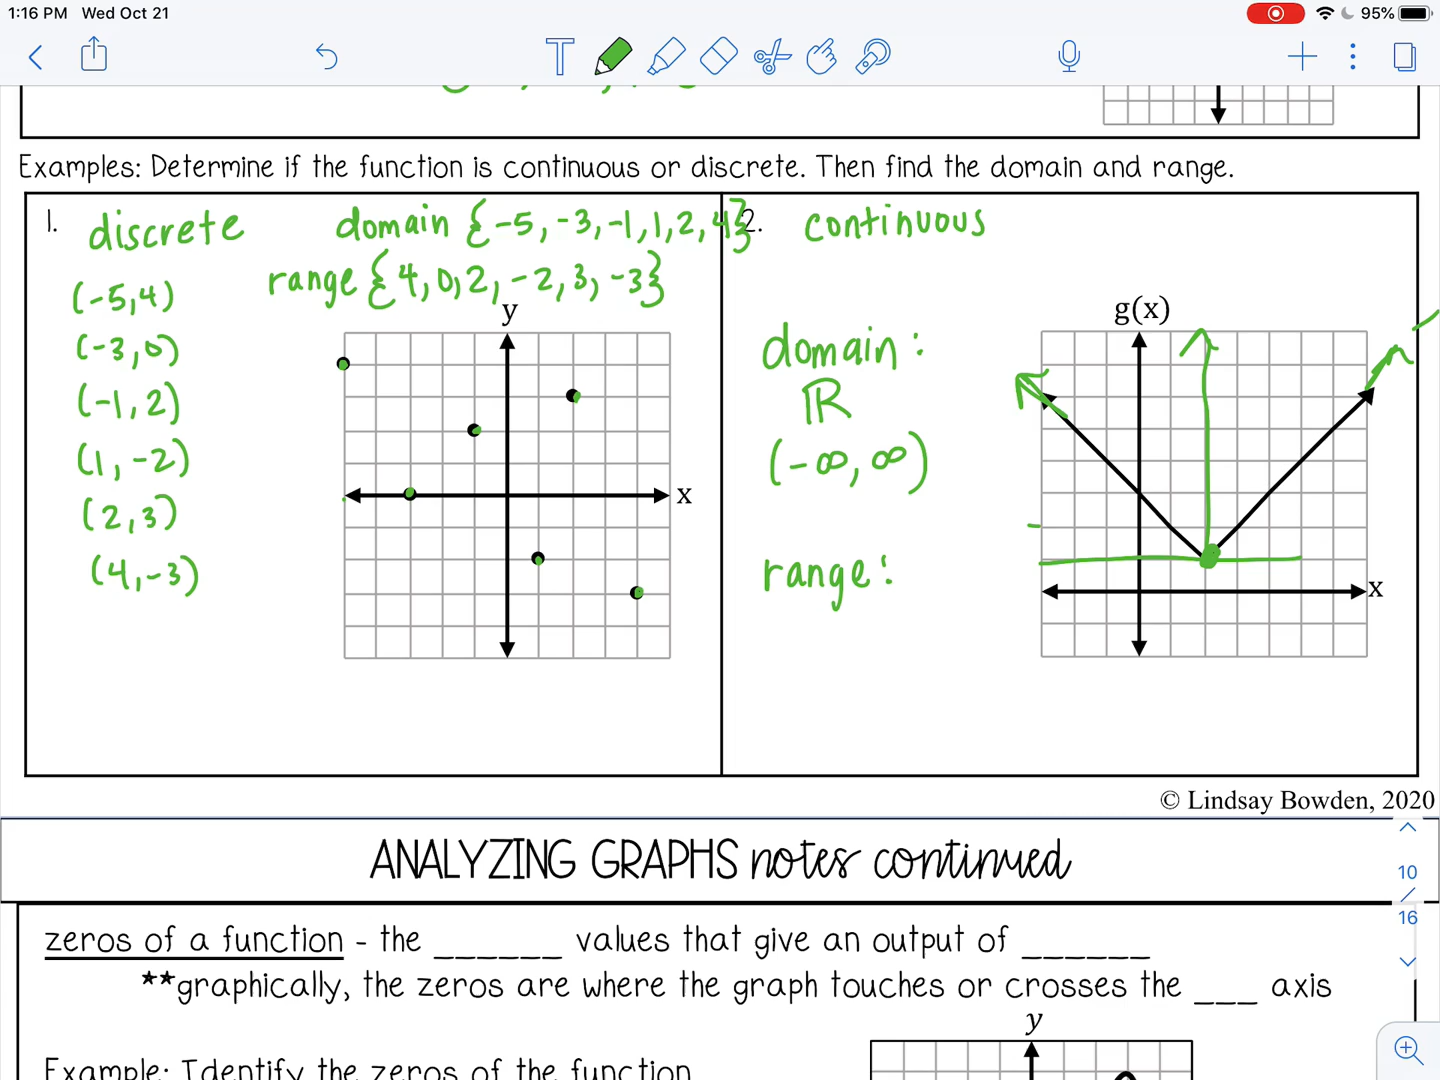 1:16 PM Wed Oct 21
95%
Examples: Determine if the function is continuous or discrete. Then find the domain and range.
1. discrete
domain {-5, -3, -1, 1, 2, 4}
range {4, 0, 2, -2, 3, -3}
(-5,4)
(-3,0)
(-1,2)
(1,-2)
(2,3)
(4,-3)
y
x
2. continuous
g(x)
domain:
ℝ
(-∞,∞)
range:
x
© Lindsay Bowden, 2020
ANALYZING GRAPHS notes continued
10
/
16
zeros of a function - the ______ values that give an output of ______
**graphically, the zeros are where the graph touches or crosses the ___ axis
y
Example: Identify the zeros of the function